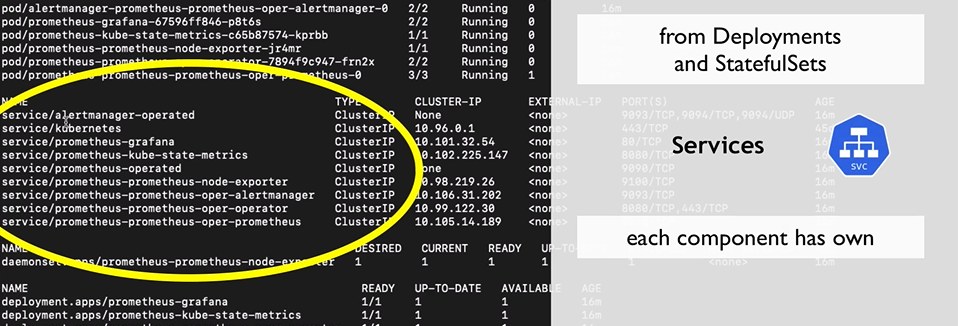 pod/alertmanager-prometheus-prometheus-oper-alertmanager-0 2/2 Running 0 16m
pod/prometheus-grafana-67596ff846-p8t6s 2/2 Running 0
pod/prometheus-kube-state-metrics-c65b87574-kprbb 1/1 Running 0
pod/prometheus-prometheus-node-exporter-jr4mr 1/1 Running 0
pod/prometheus-prometheus-oper-operator-7894f9c947-frn2x 2/2 Running 0
pod/prometheus-prometheus-prometheus-oper-prometheus-0 3/3 Running 1
from Deployments
and StatefulSets
NAME TYPE CLUSTER-IP EXTERNAL-IP PORT(S) AGE
service/alertmanager-operated ClusterIP None <none> 9093/TCP,9094/TCP,9094/UDP 16m
service/kubernetes ClusterIP 10.96.0.1 <none> 443/TCP
service/prometheus-grafana ClusterIP 10.101.32.54 <none> 80/TCP
service/prometheus-kube-state-metrics ClusterIP 10.102.225.147 <none> 8080/TCP
service/prometheus-operated ClusterIP None <none> 9090/TCP
service/prometheus-prometheus-node-exporter ClusterIP 10.98.219.26 <none> 9100/TCP
service/prometheus-prometheus-oper-alertmanager ClusterIP 10.106.31.202 <none> 9093/TCP 16m
service/prometheus-prometheus-oper-operator ClusterIP 10.99.122.30 <none> 8080/TCP,443/TCP 16m
service/prometheus-prometheus-oper-prometheus ClusterIP 10.105.14.189 <none> 16m
Services
svc
each component has own
NAME DESIRED CURRENT READY
daemonset.apps/prometheus-prometheus-node-exporter 1 1 1 1 <none> 16m
NAME READY UP-TO-DATE AVAILABLE AGE
deployment.apps/prometheus-grafana 1/1 1 1 16m
deployment.apps/prometheus-kube-state-metrics 1/1 1 1 16m